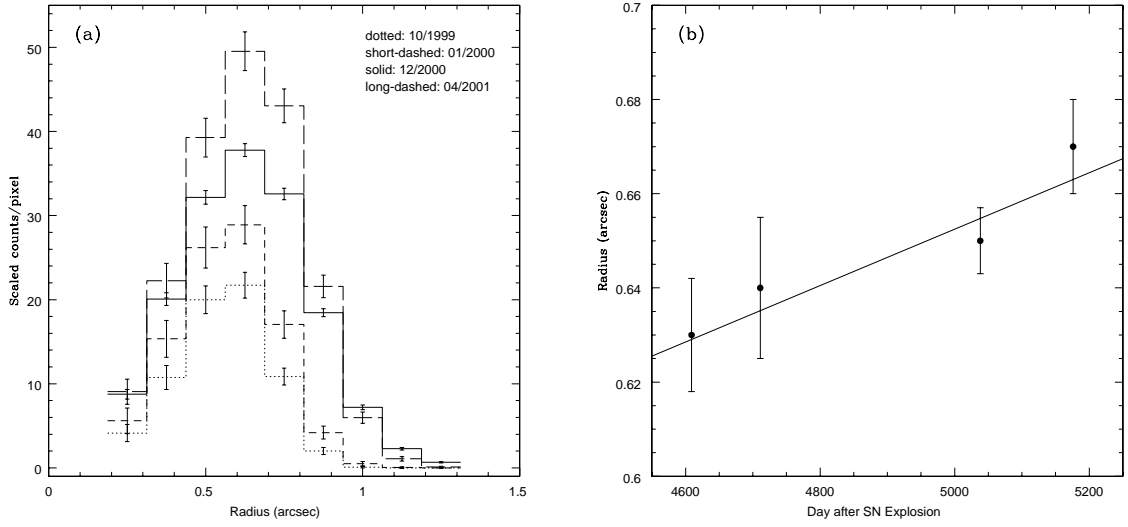 (a)
dotted: 10/1999
short-dashed: 01/2000
solid: 12/2000
long-dashed: 04/2001
Scaled counts/pixel
50
40
30
20
10
0
0
0.5
1
1.5
Radius (arcsec)
(b)
Radius (arcsec)
0.7
0.68
0.66
0.64
0.62
0.6
4600
4800
5000
5200
Day after SN Explosion